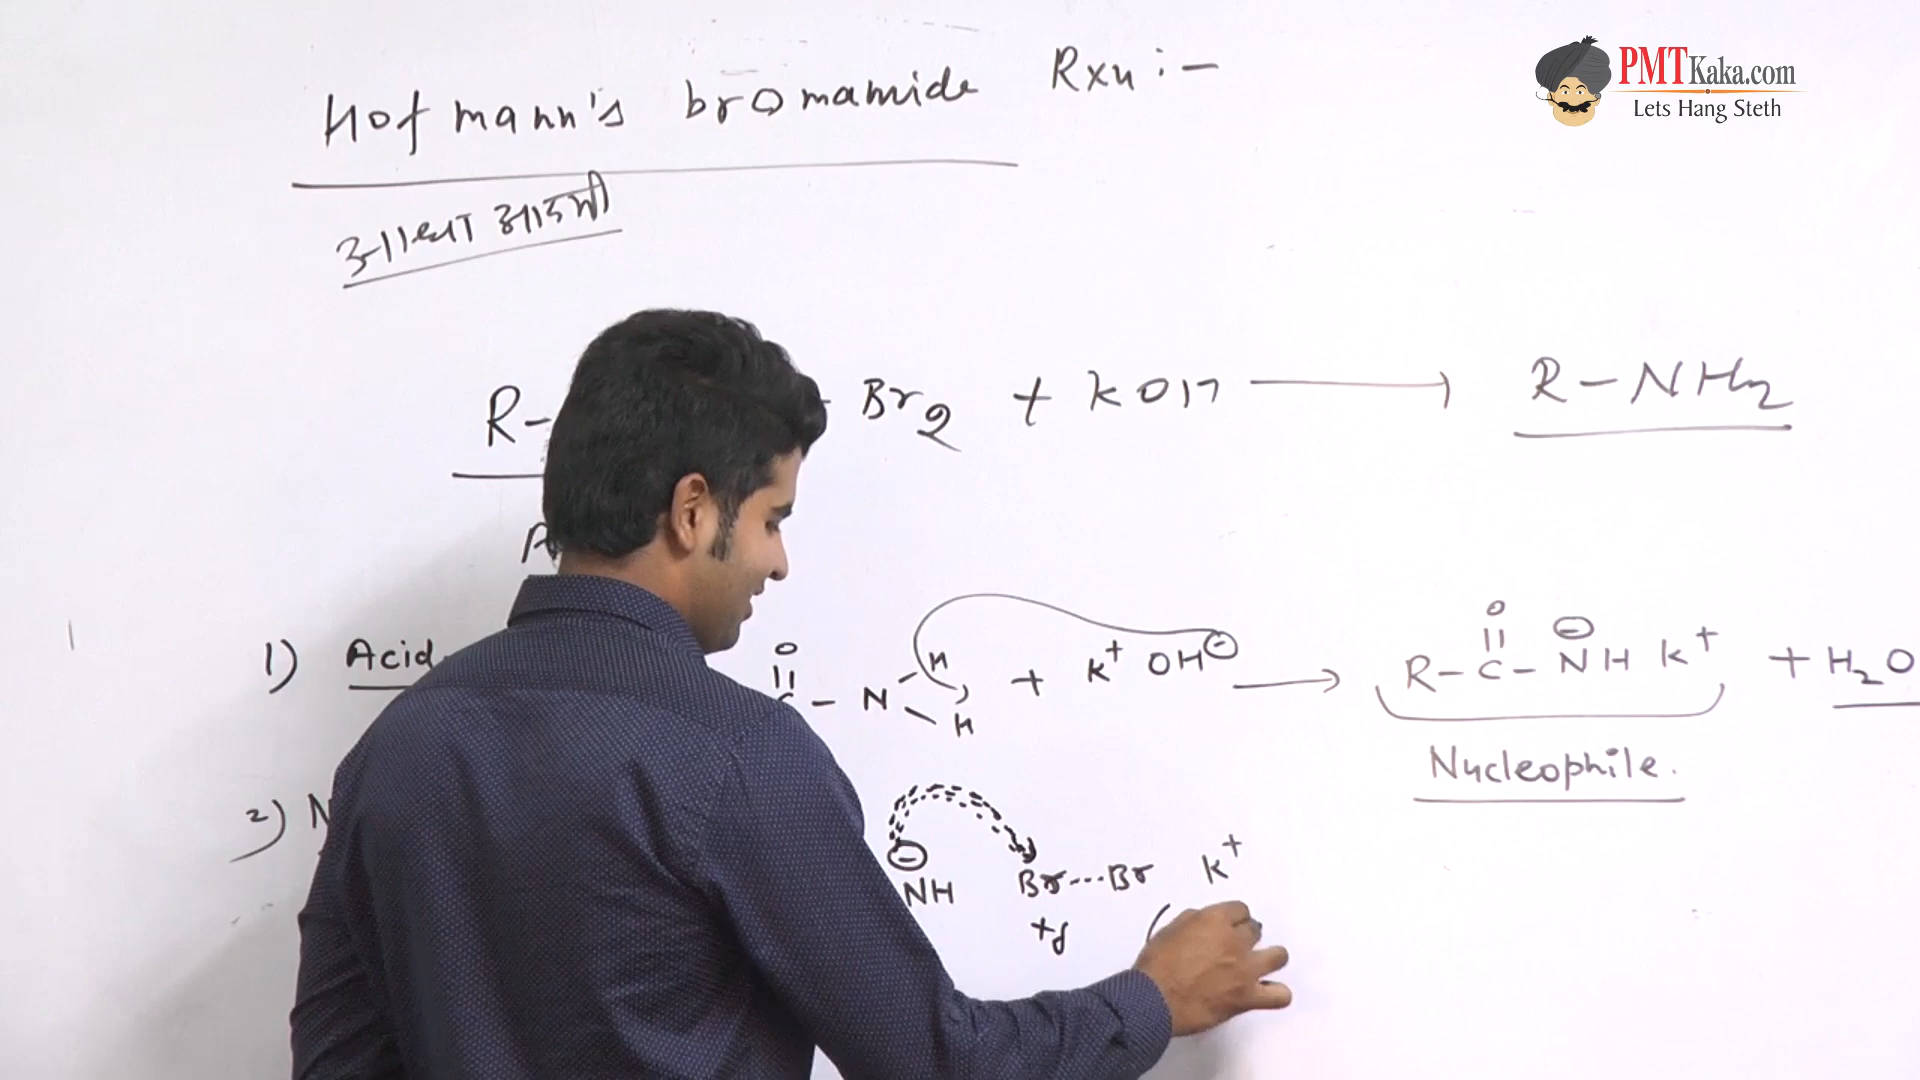 Hofmann's bromamide Rxn :-
PMTKaka.com
Lets Hang Steth
आधा आदमी
R- Br2 + KOH → R-NH2
A
1) Acid
O
||
C - N H H + K+ OH⊖ → R-C-NH K+ + H2O
O
||
⊖
Nucleophile.
2) N ⊖ NH Br---Br K+
+δ